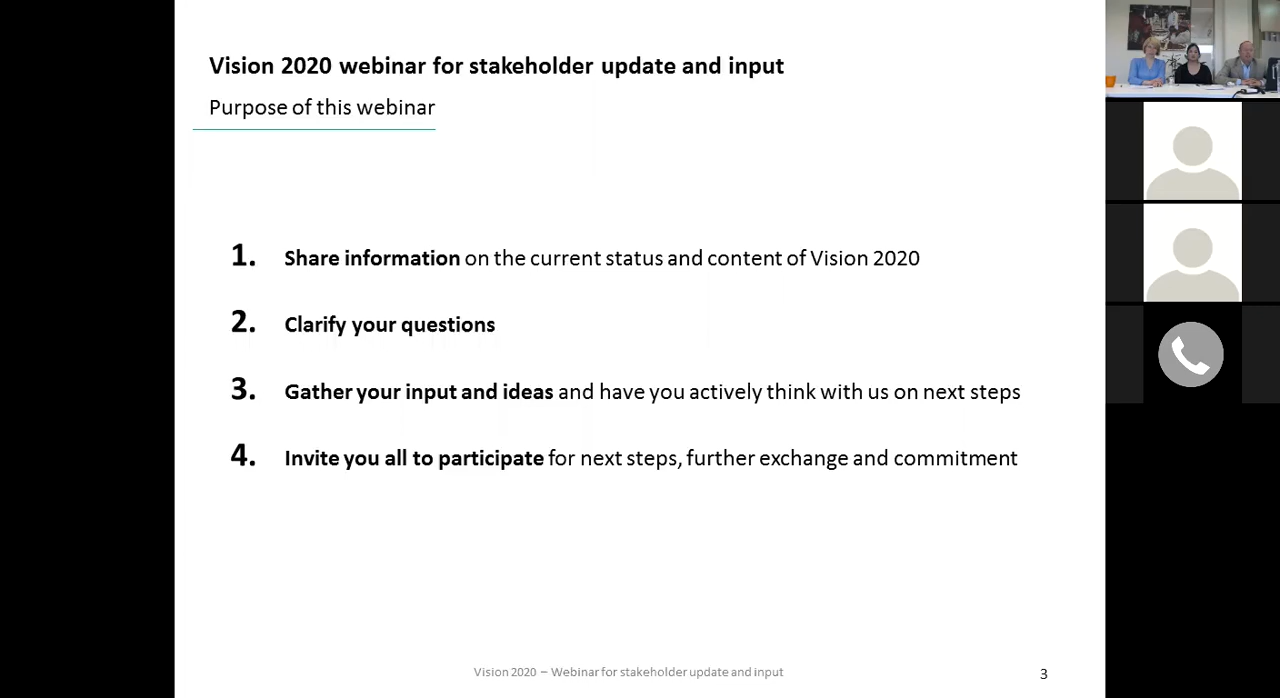 Vision 2020 webinar for stakeholder update and input
Purpose of this webinar
1. Share information on the current status and content of Vision 2020
2. Clarify your questions
3. Gather your input and ideas and have you actively think with us on next steps
4. Invite you all to participate for next steps, further exchange and commitment
Vision 2020 – Webinar for stakeholder update and input
3